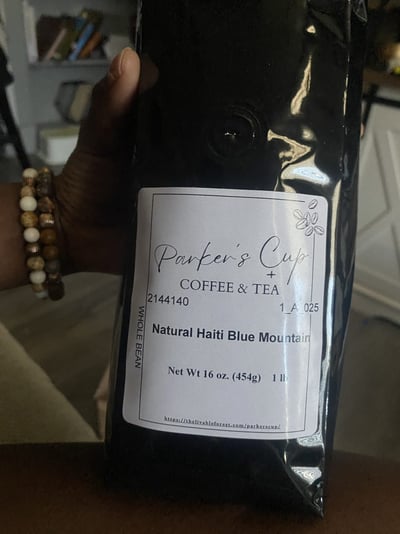 Parker's Cup
+
COFFEE & TEA
2144140 1_A_025
WHOLE BEAN
Natural Haiti Blue Mountain
Net Wt 16 oz. (454g) 1 lb